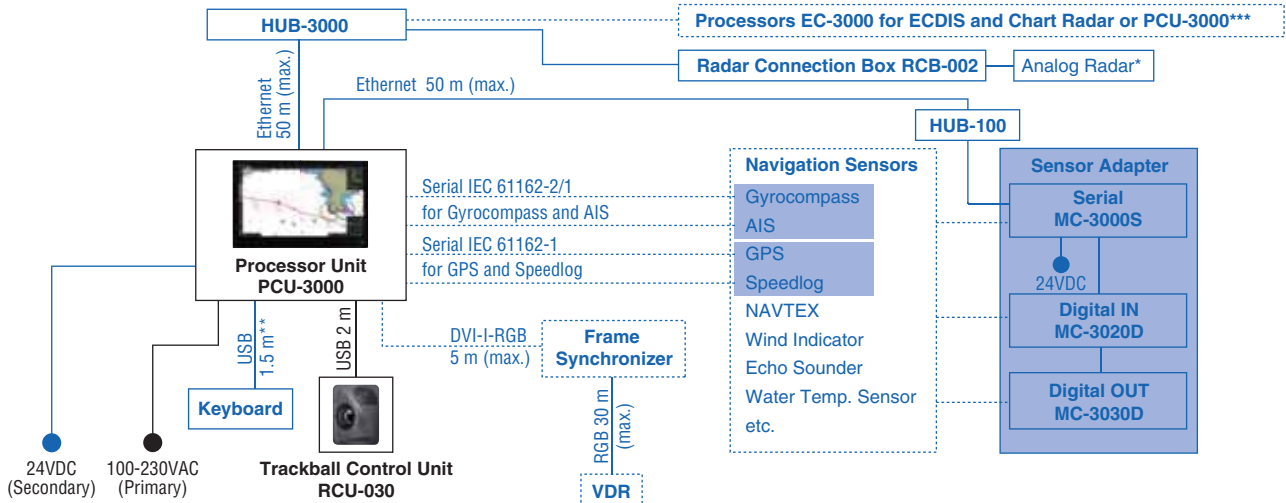 HUB-3000
Processors EC-3000 for ECDIS and Chart Radar or PCU-3000***
Radar Connection Box RCB-002
Analog Radar*
Ethernet
50 m (max.)
Ethernet 50 m (max.)
HUB-100
Processor Unit
PCU-3000
Serial IEC 61162-2/1
for Gyrocompass and AIS
Serial IEC 61162-1
for GPS and Speedlog
Navigation Sensors
Gyrocompass
AIS
GPS
Speedlog
NAVTEX
Wind Indicator
Echo Sounder
Water Temp. Sensor
etc.
Sensor Adapter
Serial
MC-3000S
24VDC
Digital IN
MC-3020D
Digital OUT
MC-3030D
USB
1.5 m**
USB 2 m
DVI-I-RGB
5 m (max.)
Frame
Synchronizer
Keyboard
RGB 30 m
(max.)
VDR
24VDC
(Secondary)
100-230VAC
(Primary)
Trackball Control Unit
RCU-030